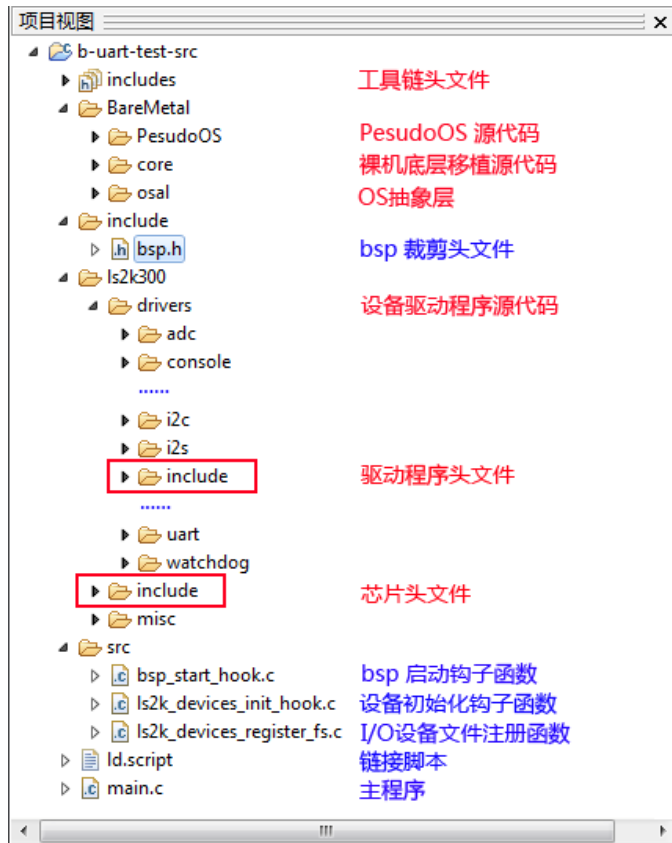 项目视图
b-uart-test-src
includes 工具链头文件
BareMetal
PesudoOS PesudoOS 源代码
core 裸机底层移植源代码
osal OS抽象层
include
bsp.h bsp 裁剪头文件
ls2k300
drivers 设备驱动程序源代码
adc
console
......
i2c
i2s
include 驱动程序头文件
......
uart
watchdog
include 芯片头文件
misc
src
bsp_start_hook.c bsp 启动钩子函数
ls2k_devices_init_hook.c 设备初始化钩子函数
ls2k_devices_register_fs.c I/O设备文件注册函数
ld.script 链接脚本
main.c 主程序